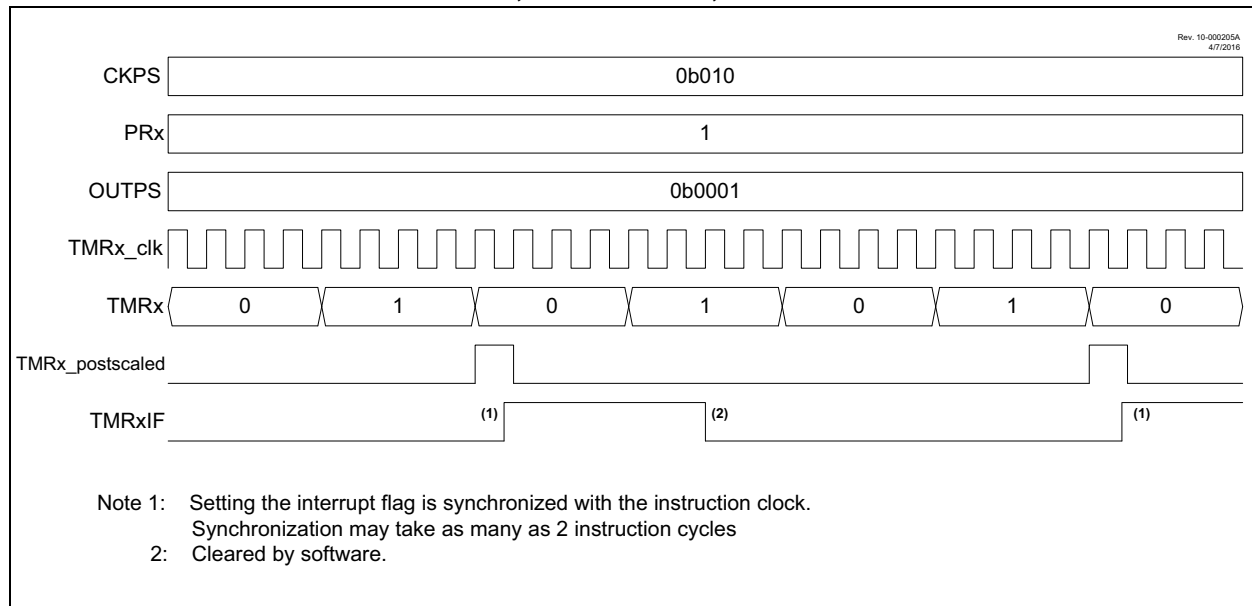 Rev. 10-000205A
4/7/2016
CKPS
0b010
PRx
1
OUTPS
0b0001
TMRx_clk
TMRx
0 1 0 1 0 1 0
TMRx_postscaled
TMRxIF
(1) (2) (1)
Note 1: Setting the interrupt flag is synchronized with the instruction clock.
Synchronization may take as many as 2 instruction cycles
2: Cleared by software.